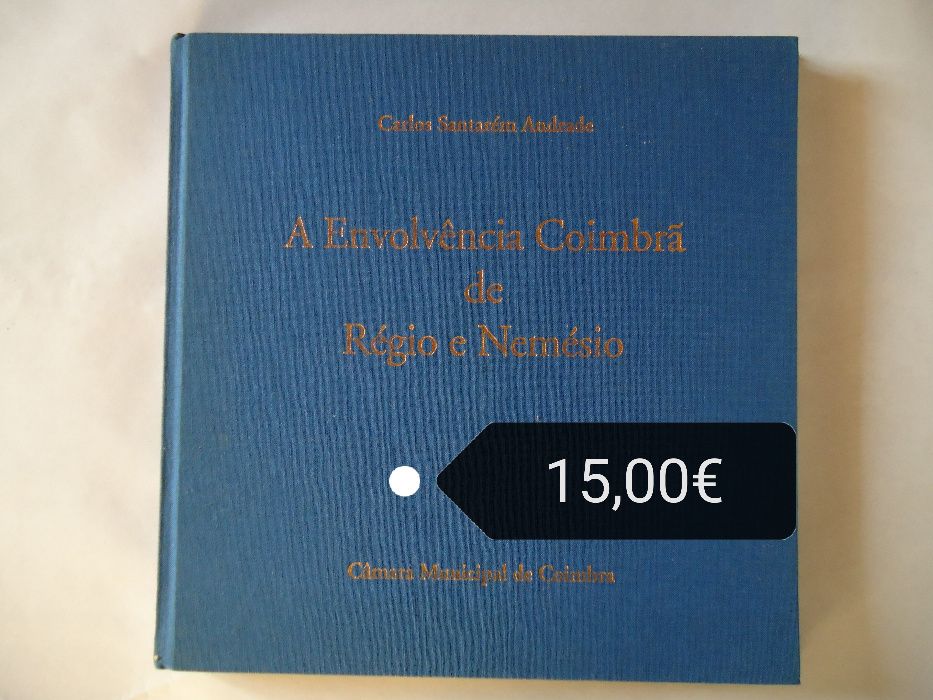 Carlos Santarém Andrade
A Envolvência Coimbrã
de
Régio e Nemésio
15,00€
Câmara Municipal de Coimbra